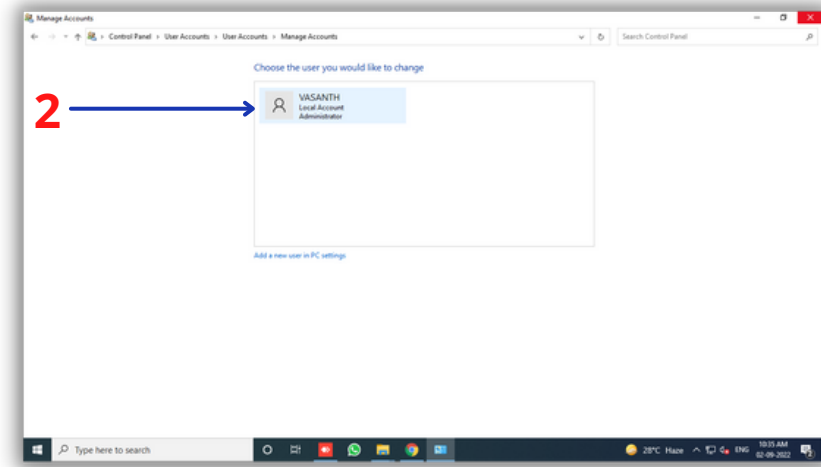 Manage Accounts
Control Panel > User Accounts > User Accounts > Manage Accounts
Search Control Panel
Choose the user you would like to change
2
VASANTH
Local Account
Administrator
Add a new user in PC settings
Type here to search
28°C Haze
ENG
10:35 AM
02-09-2022
2